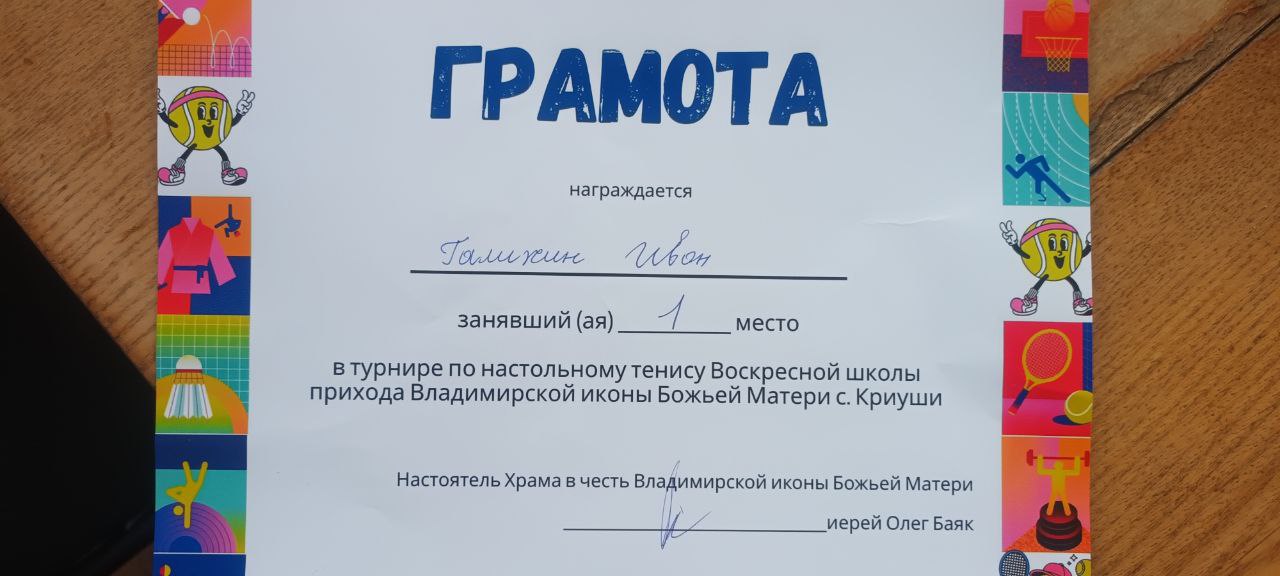 ГРАМОТА
награждается
Галихин Иван
занявший (ая) 1 место
в турнире по настольному тенису Воскресной школы
прихода Владимирской иконы Божьей Матери с. Криуши
Настоятель Храма в честь Владимирской иконы Божьей Матери
иерей Олег Баяк